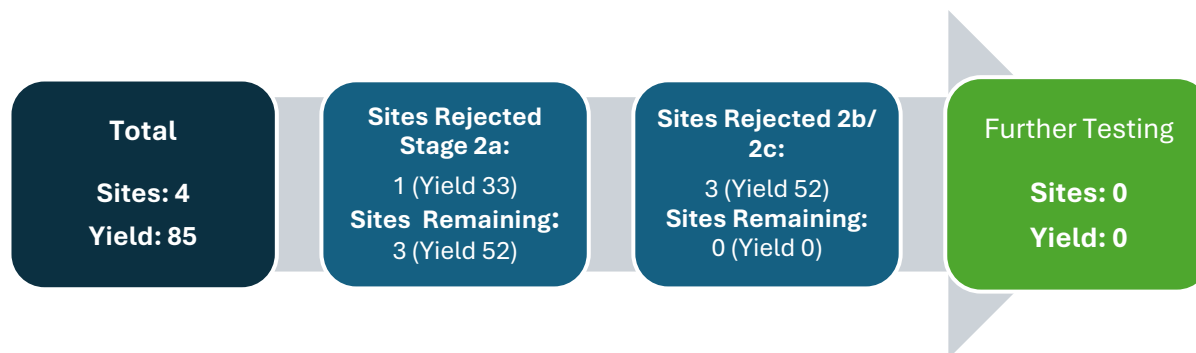 Total
Sites: 4
Yield: 85
Sites Rejected
Stage 2a:
1 (Yield 33)
Sites Remaining:
3 (Yield 52)
Sites Rejected 2b/
2c:
3 (Yield 52)
Sites Remaining:
0 (Yield 0)
Further Testing
Sites: 0
Yield: 0